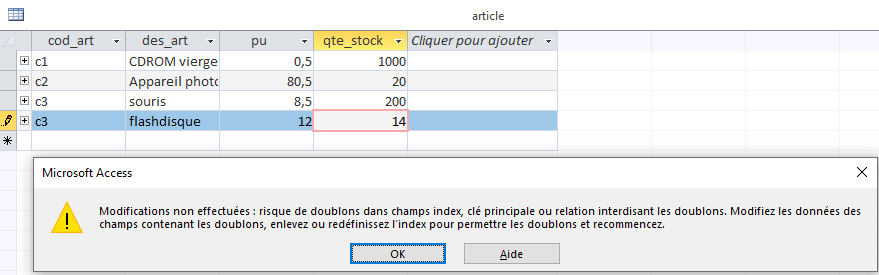 article
cod_art des_art pu qte_stock Cliquer pour ajouter
c1 CDROM vierge 0,5 1000
c2 Appareil photo 80,5 20
c3 souris 8,5 200
c3 flashdisque 12 14
Microsoft Access
Modifications non effectuées : risque de doublons dans champs index, clé principale ou relation interdisant les doublons. Modifiez les données des
champs contenant les doublons, enlevez ou redéfinissez l'index pour permettre les doublons et recommencez.
OK Aide